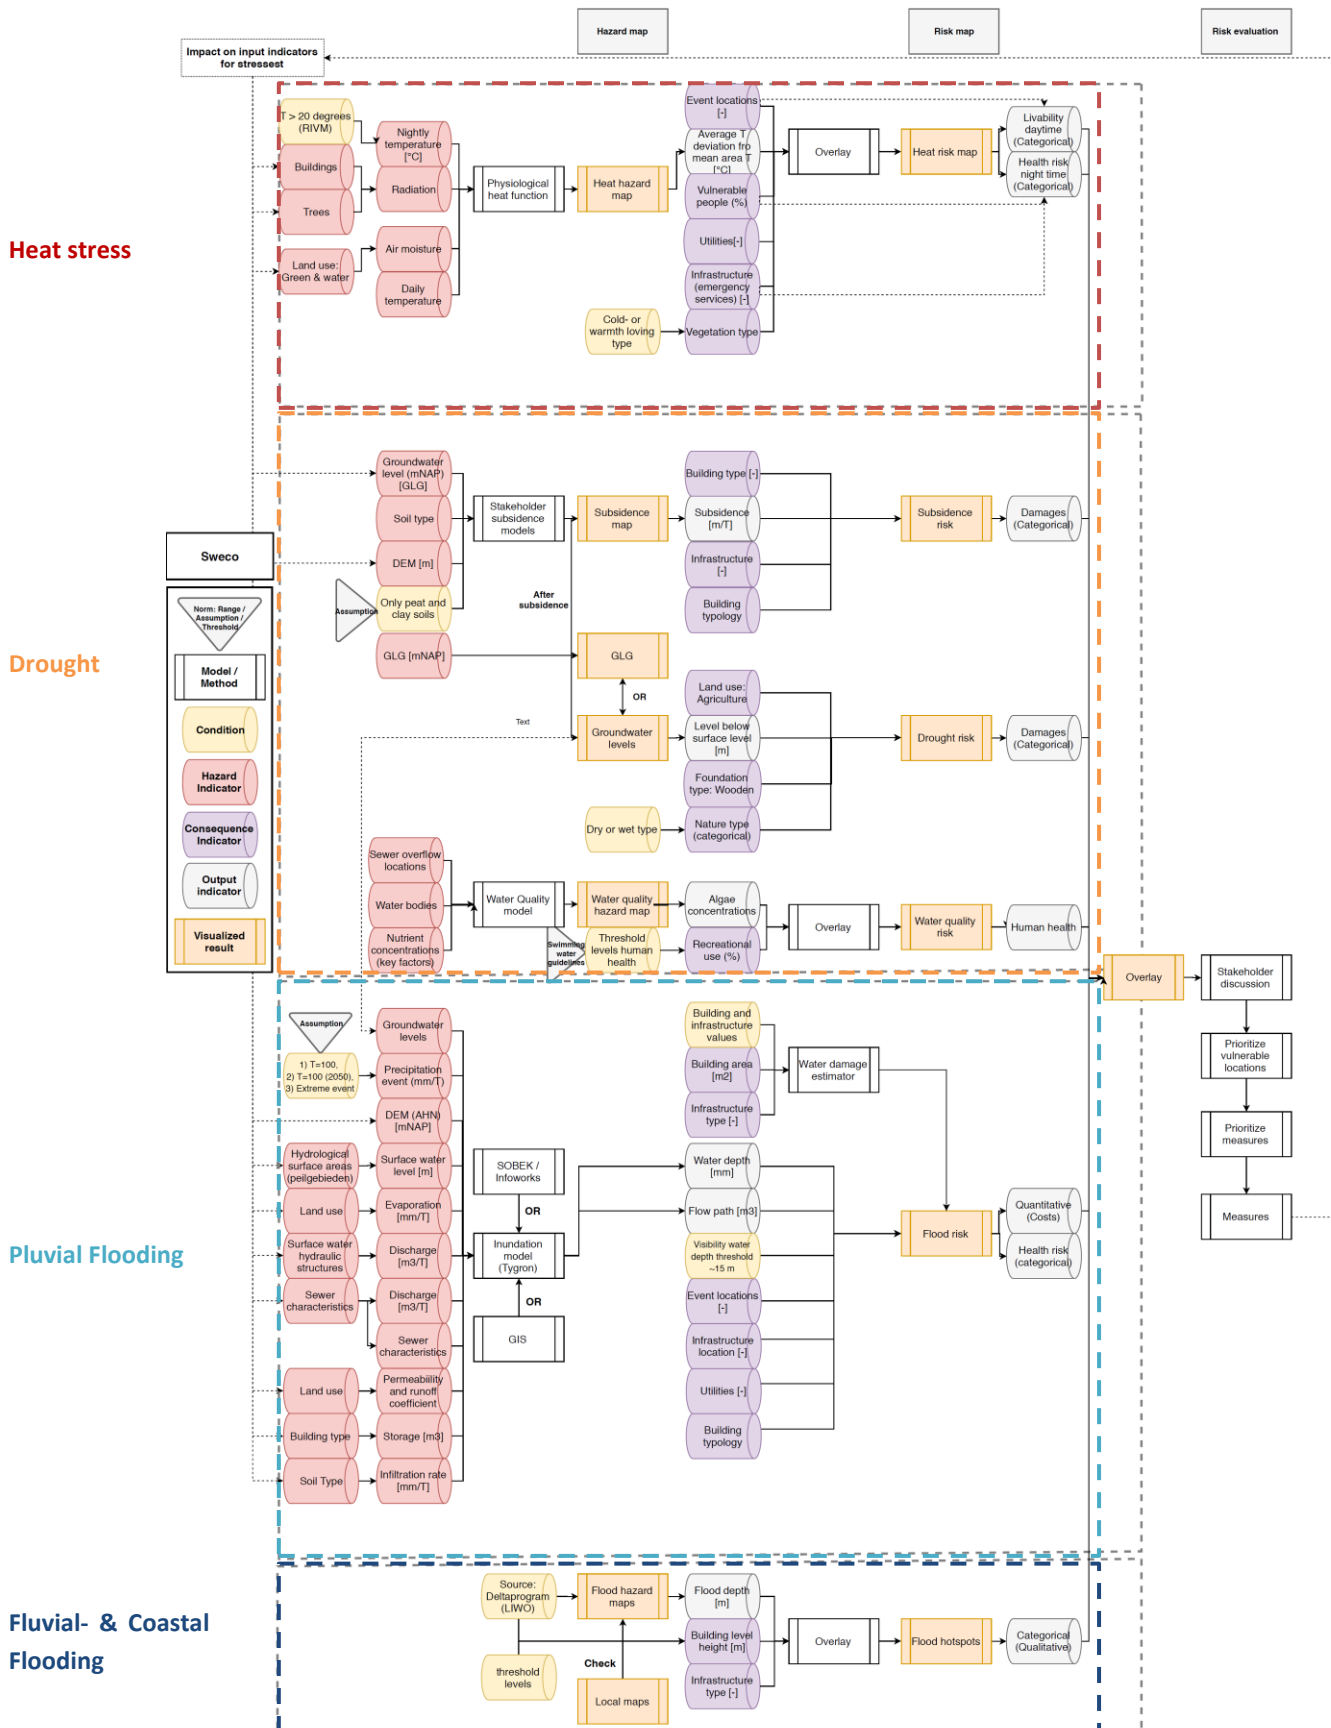 Hazard map
Risk map
Risk evaluation
Impact on input indicators
for stressest
Heat stress
T > 20 degrees
(RIVM)
Buildings
Trees
Land use:
Green & water
Nightly
temperature
[°C]
Radiation
Air moisture
Daily
temperature
Physiological
heat function
Heat hazard
map
Cold- or
warmth loving
type
Event locations
[-]
Average T
deviation fro
mean area T
[°C]
Vulnerable
people (%)
Utilities[-]
Infrastructure
(emergency
services) [-]
Vegetation type
Overlay
Heat risk map
Livability
daytime
(Categorical)
Health risk
night time
(Categorical)
Drought
Sweco
Norm: Range /
Assumption /
Threshold
Model /
Method
Condition
Hazard
Indicator
Consequence
Indicator
Output
indicator
Visualized
result
Groundwater
level (mNAP)
[GLG]
Soil type
DEM [m]
Assumption
Only peat and
clay soils
GLG [mNAP]
Stakeholder
subsidence
models
After
subsidence
Text
Subsidence
map
GLG
OR
Groundwater
levels
Dry or wet type
Building type [-]
Subsidence
[m/T]
Infrastructure
[-]
Building
typology
Land use:
Agriculture
Level below
surface level
[m]
Foundation
type: Wooden
Nature type
(categorical)
Subsidence
risk
Damages
(Categorical)
Drought risk
Damages
(Categorical)
Sewer overflow
locations
Water bodies
Nutrient
concentrations
(key factors)
Water Quality
model
Swimming
water
guidelines
Water quality
hazard map
Threshold
levels human
health
Algae
concentrations
Recreational
use (%)
Overlay
Water quality
risk
Human health
Overlay
Stakeholder
discussion
Prioritize
vulnerable
locations
Prioritize
measures
Measures
Pluvial Flooding
Assumption
1) T=100,
2) T=100 (2050),
3) Extreme event
Hydrological
surface areas
(peilgebieden)
Land use
Surface water
hydraulic
structures
Sewer
characteristics
Land use
Building type
Soil Type
Groundwater
levels
Precipitation
event (mm/T)
DEM (AHN)
[mNAP]
Surface water
level [m]
Evaporation
[mm/T]
Discharge
[m3/T]
Discharge
[m3/T]
Sewer
characteristics
Permeabiility
and runoff
coefficient
Storage [m3]
Infiltration rate
[mm/T]
SOBEK /
Infoworks
OR
Inundation
model
(Tygron)
OR
GIS
Building and
infrastructure
values
Building area
[m2]
Infrastructure
type [-]
Water damage
estimator
Water depth
[mm]
Flow path [m3]
Visibility water
depth threshold
~15 m
Event locations
[-]
Infrastructure
location [-]
Utilities [-]
Building
typology
Flood risk
Quantitative
(Costs)
Health risk
(categorical)
Fluvial- & Coastal
Flooding
Source:
Deltaprogram
(LIWO)
threshold
levels
Flood hazard
maps
Check
Local maps
Flood depth
[m]
Building level
height [m]
Infrastructure
type [-]
Overlay
Flood hotspots
Categorical
(Qualitative)